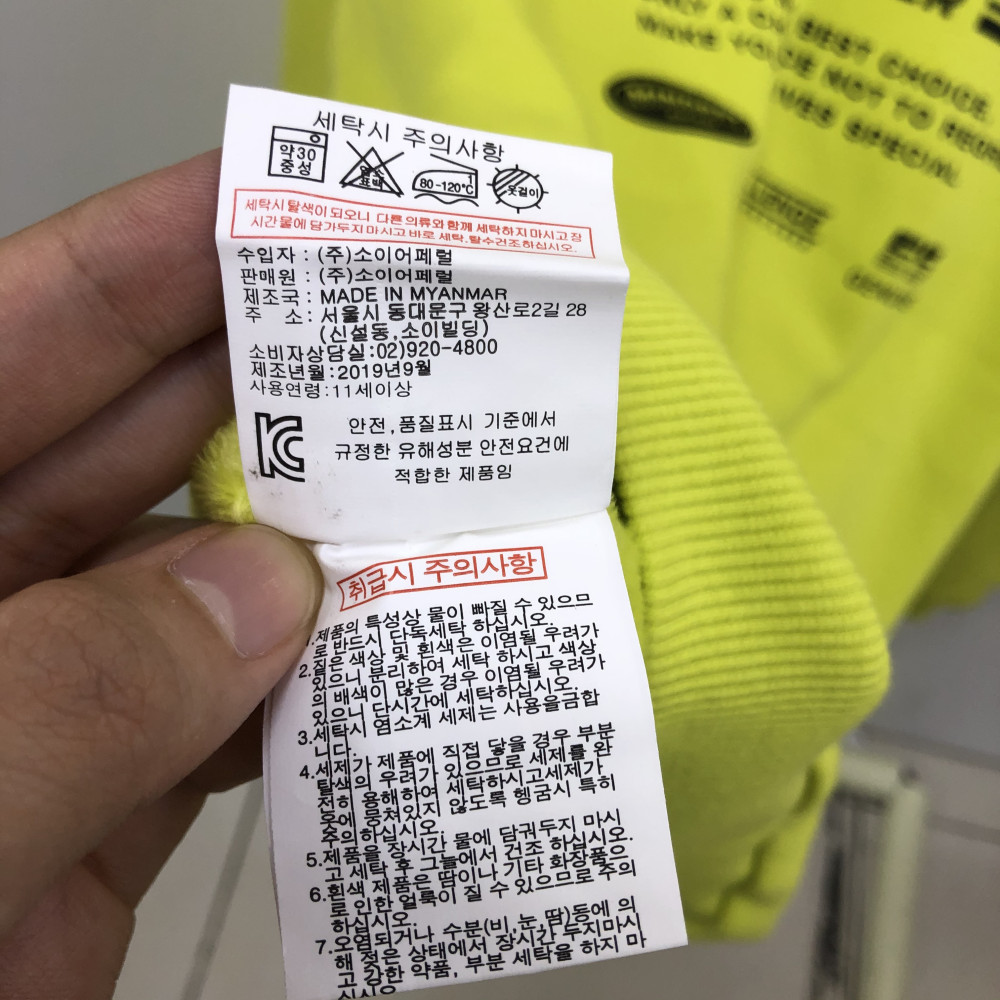 BEST CHOICE.
NOT TO
SPECIAL
세탁시 주의사항
약30
중성
염소
표백
80-120℃
옷걸이
세탁시 탈색이 되오니 다른 의류와 함께 세탁하지 마시고 장
시간 물에 담가두지 마시고 바로 세탁,탈수건조하십시오.
수입자 : (주)소이어페럴
판매원 : (주)소이어페럴
제조국 : MADE IN MYANMAR
주 소: 서울시 동대문구 왕산로2길 28
(신설동,소이빌딩)
소비자상담실:02)920-4800
제조년월:2019년9월
사용연령:11세이상
안전,품질표시 기준에서
규정한 유해성분 안전요건에
적합한 제품임
취급시 주의사항
1.제품의 특성상 물이 빠질 수 있으므
로 반드시 단독세탁 하십시오.
2.짙은 색상 및 흰색은 이염될 우려가
있으니 분리하여 세탁 하시고 색상
의 배색이 많은 경우 이염될 우려가
있으니 단시간에 세탁하십시오.
3.세탁시 염소계 세제는 사용을금합
니다.
4.세제가 제품에 직접 닿을 경우 부분
탈색의 우려가 있으므로 세제를 완
전히 용해하여 세탁하시고세제가
옷에 뭉쳐있지 않도록 헹굼시 특히
주의하십시오.
5.제품을 장시간 물에 담궈두지 마시
고 세탁 후 그늘에서 건조 하십시오.
6.흰색 제품은 땀이나 기타 화장품으
로 인한 얼룩이 질 수 있으므로 주의
하십시오.
7.오염되거나 수분(비,눈,땀)등에 의
해 젖은 상태에서 장시간 두지마시
고 강한 약품, 부분 세탁을 하지 마
십시오